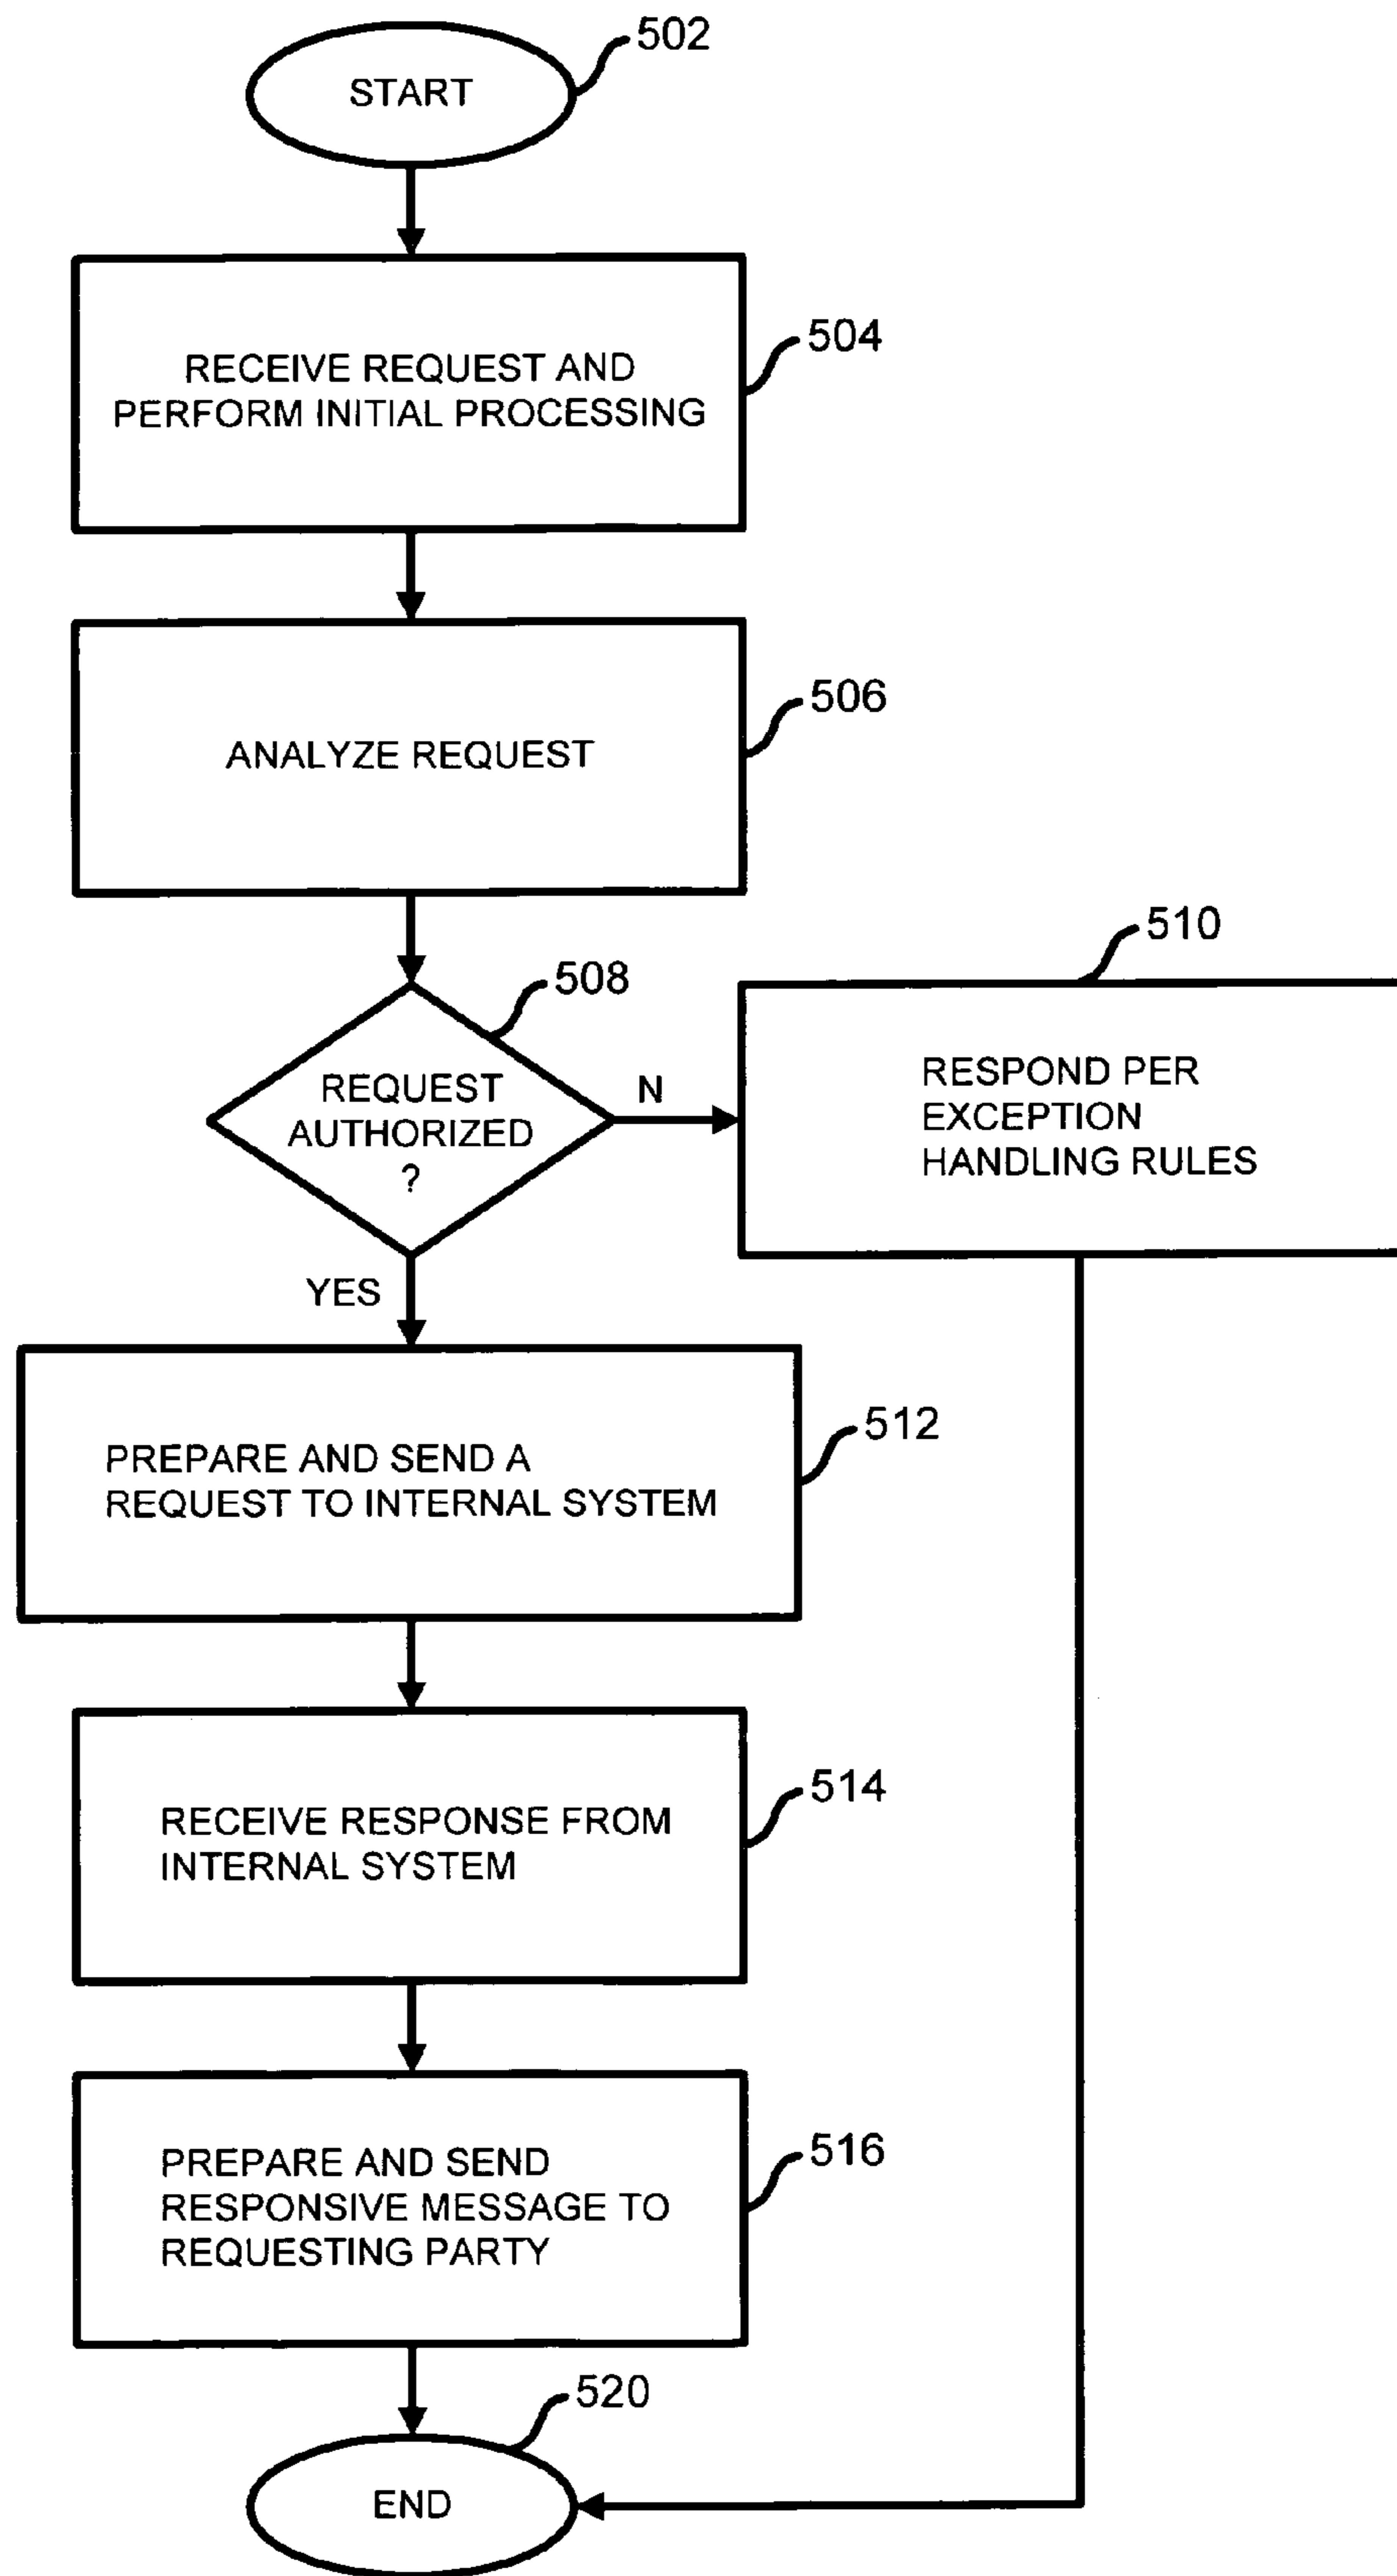 502
START
504
RECEIVE REQUEST AND
PERFORM INITIAL PROCESSING
506
ANALYZE REQUEST
508
REQUEST
AUTHORIZED
?
N
510
RESPOND PER
EXCEPTION
HANDLING RULES
YES
512
PREPARE AND SEND A
REQUEST TO INTERNAL SYSTEM
514
RECEIVE RESPONSE FROM
INTERNAL SYSTEM
516
PREPARE AND SEND
RESPONSIVE MESSAGE TO
REQUESTING PARTY
520
END